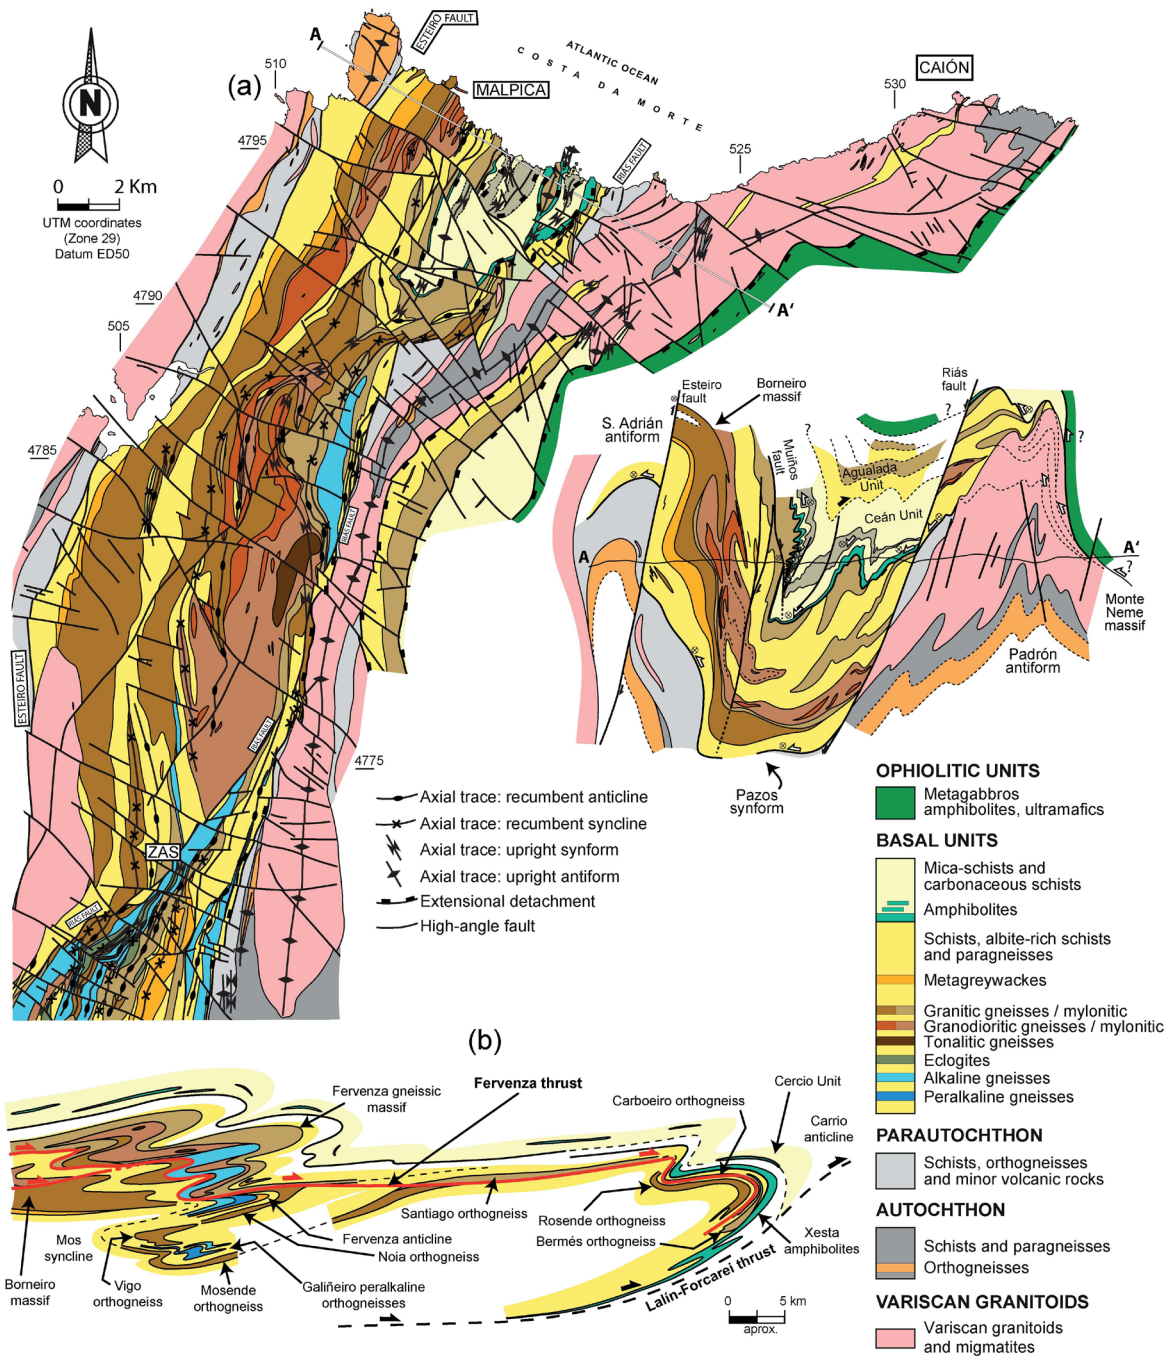 (a)
N
0 2 Km
UTM coordinates
(Zone 29)
Datum ED50
510
4795
4790
505
4785
4775
525
530
A
A'
ESTEIRO FAULT
MALPICA
ATLANTIC OCEAN
COSTA DA MORTE
RIAS FAULT
CAIÓN
RIAS FAULT
ESTEIRO FAULT
RIAS FAULT
ZAS
RIAS FAULT
Esteiro
fault
Borneiro
massif
S. Adrián
antiform
Muiños
fault
?
Agualada
Unit
Ceán Unit
Riás
fault
?
?
A
A'
?
Monte
Neme
massif
Padrón
antiform
Pazos
synform
Axial trace: recumbent anticline
Axial trace: recumbent syncline
Axial trace: upright synform
Axial trace: upright antiform
Extensional detachment
High-angle fault
OPHIOLITIC UNITS
Metagabbros
amphibolites, ultramafics
BASAL UNITS
Mica-schists and
carbonaceous schists
Amphibolites
Schists, albite-rich schists
and paragneisses
Metagreywackes
Granitic gneisses / mylonitic
Granodioritic gneisses / mylonitic
Tonalitic gneisses
Eclogites
Alkaline gneisses
Peralkaline gneisses
PARAUTOCHTHON
Schists, orthogneisses
and minor volcanic rocks
AUTOCHTHON
Schists and paragneisses
Orthogneisses
VARISCAN GRANITOIDS
Variscan granitoids
and migmatites
(b)
Fervenza gneissic
massif
Fervenza thrust
Carboeiro orthogneiss
Cercio Unit
Carrio
anticline
Santiago orthogneiss
Rosende orthogneiss
Bermés orthogneiss
Xesta
amphibolites
Fervenza anticline
Noia orthogneiss
Mos
syncline
Borneiro
massif
Vigo
orthogneiss
Mosende
orthogneiss
Galiñeiro peralkaline
orthogneisses
Lalín-Forcarei thrust
0 5 km
aprox.